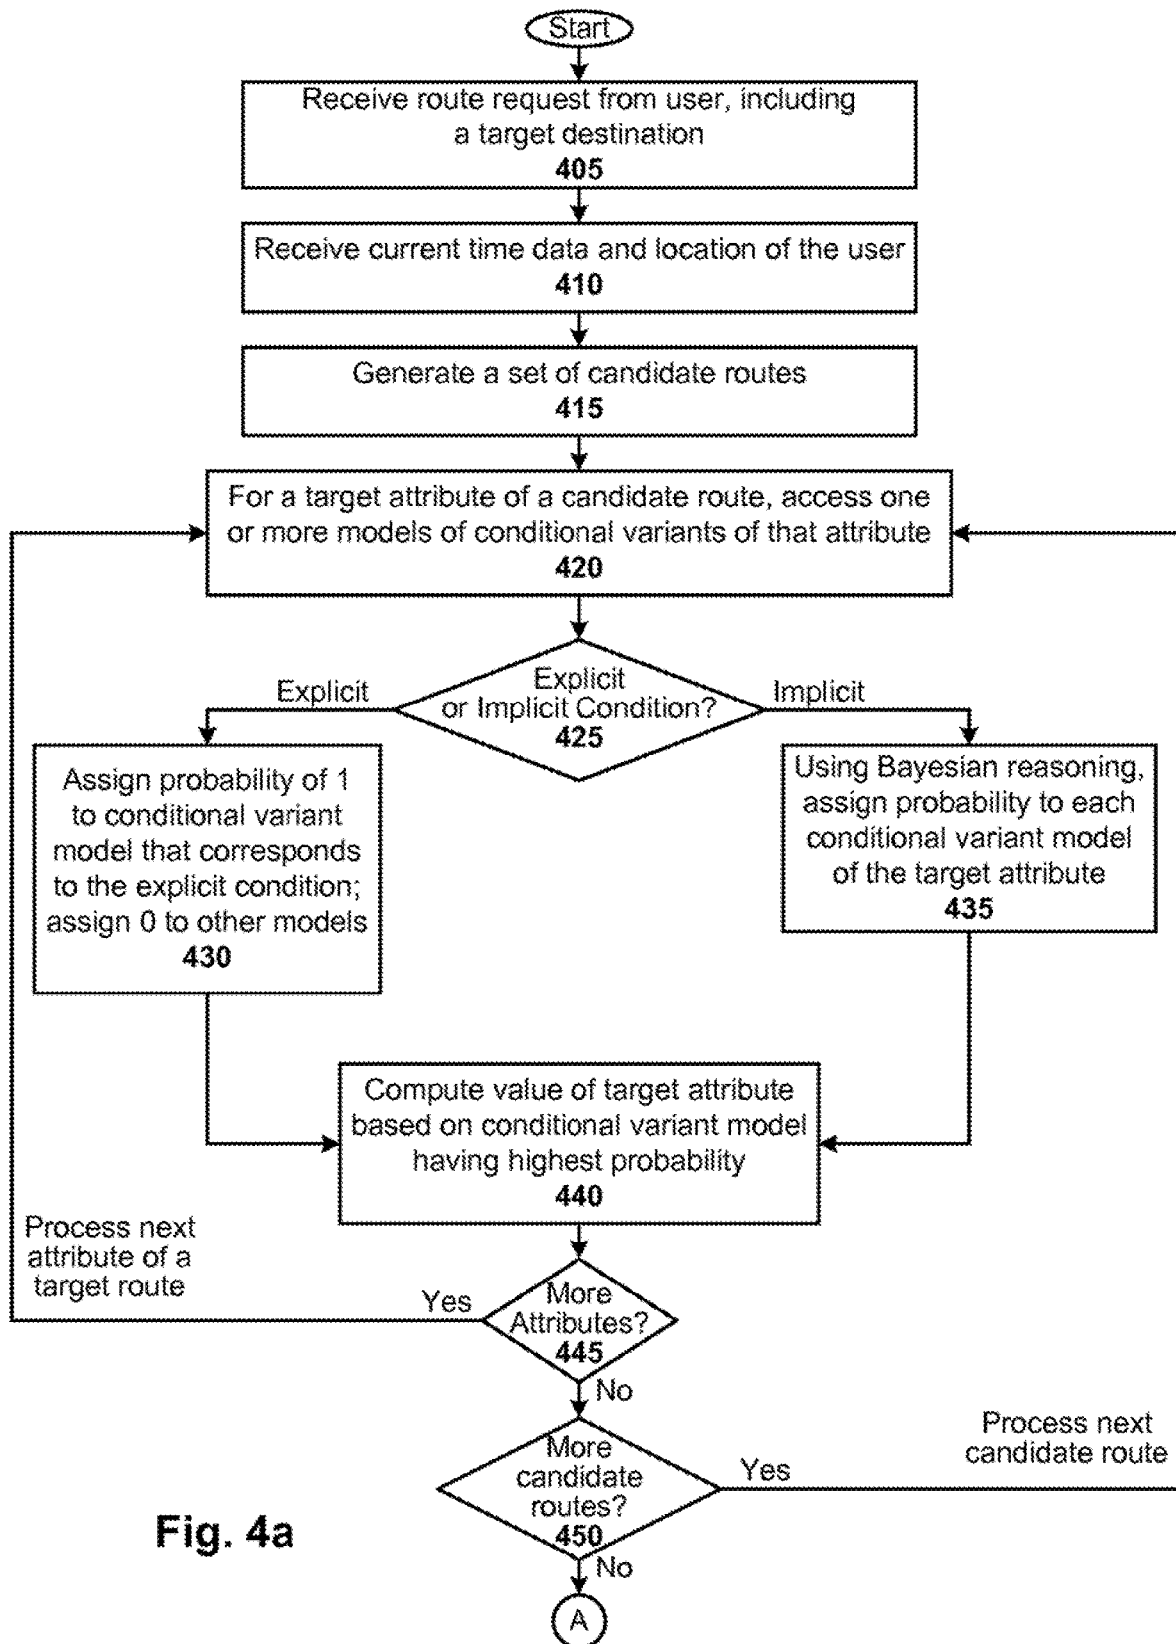 Start
Receive route request from user, including
a target destination
405
Receive current time data and location of the user
410
Generate a set of candidate routes
415
For a target attribute of a candidate route, access one
or more models of conditional variants of that attribute
420
Explicit
or Implicit Condition?
425
Explicit
Implicit
Assign probability of 1
to conditional variant
model that corresponds
to the explicit condition;
assign 0 to other models
430
Using Bayesian reasoning,
assign probability to each
conditional variant model
of the target attribute
435
Compute value of target attribute
based on conditional variant model
having highest probability
440
Process next
attribute of a
target route
Yes
More
Attributes?
445
No
More
candidate
routes?
450
Yes
Process next
candidate route
No
A
Fig. 4a